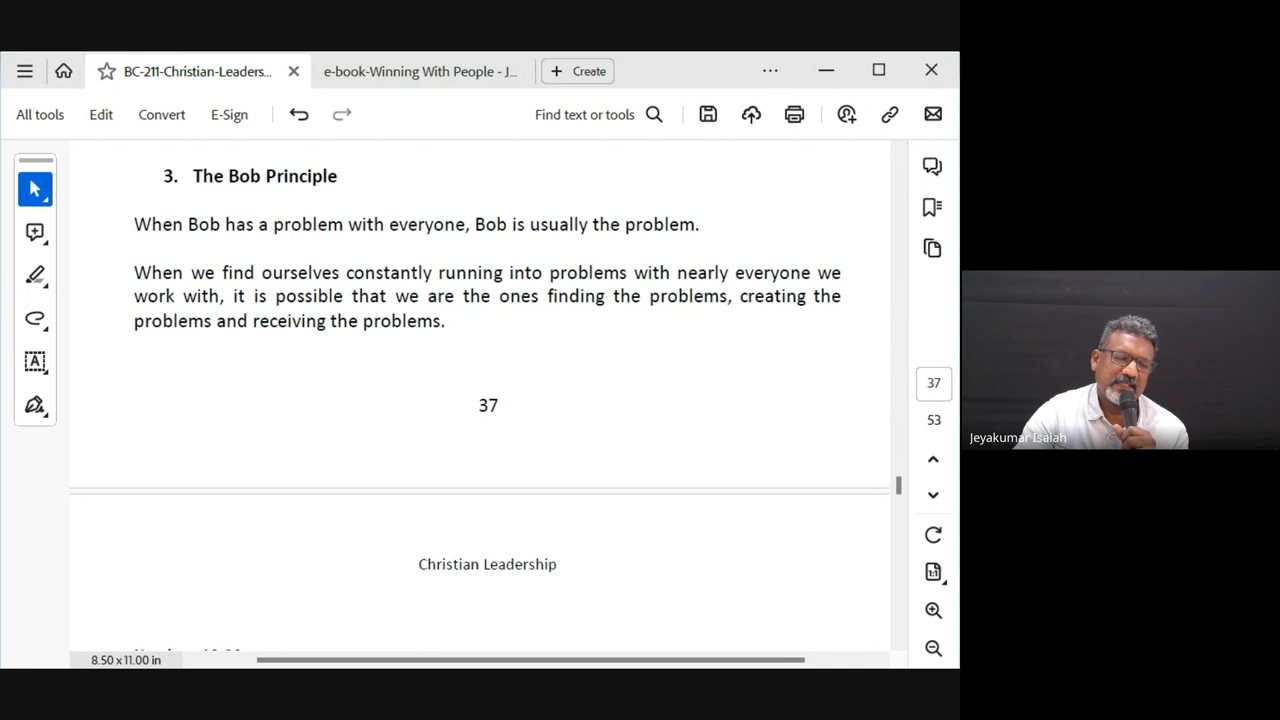 BC-211-Christian-Leaders...
e-book-Winning With People - J...
Create
All tools
Edit
Convert
E-Sign
Find text or tools
3. The Bob Principle
When Bob has a problem with everyone, Bob is usually the problem.
When we find ourselves constantly running into problems with nearly everyone we
work with, it is possible that we are the ones finding the problems, creating the
problems and receiving the problems.
37
Christian Leadership
8.50 x 11.00 in
37
53
Jeyakumar Isaiah